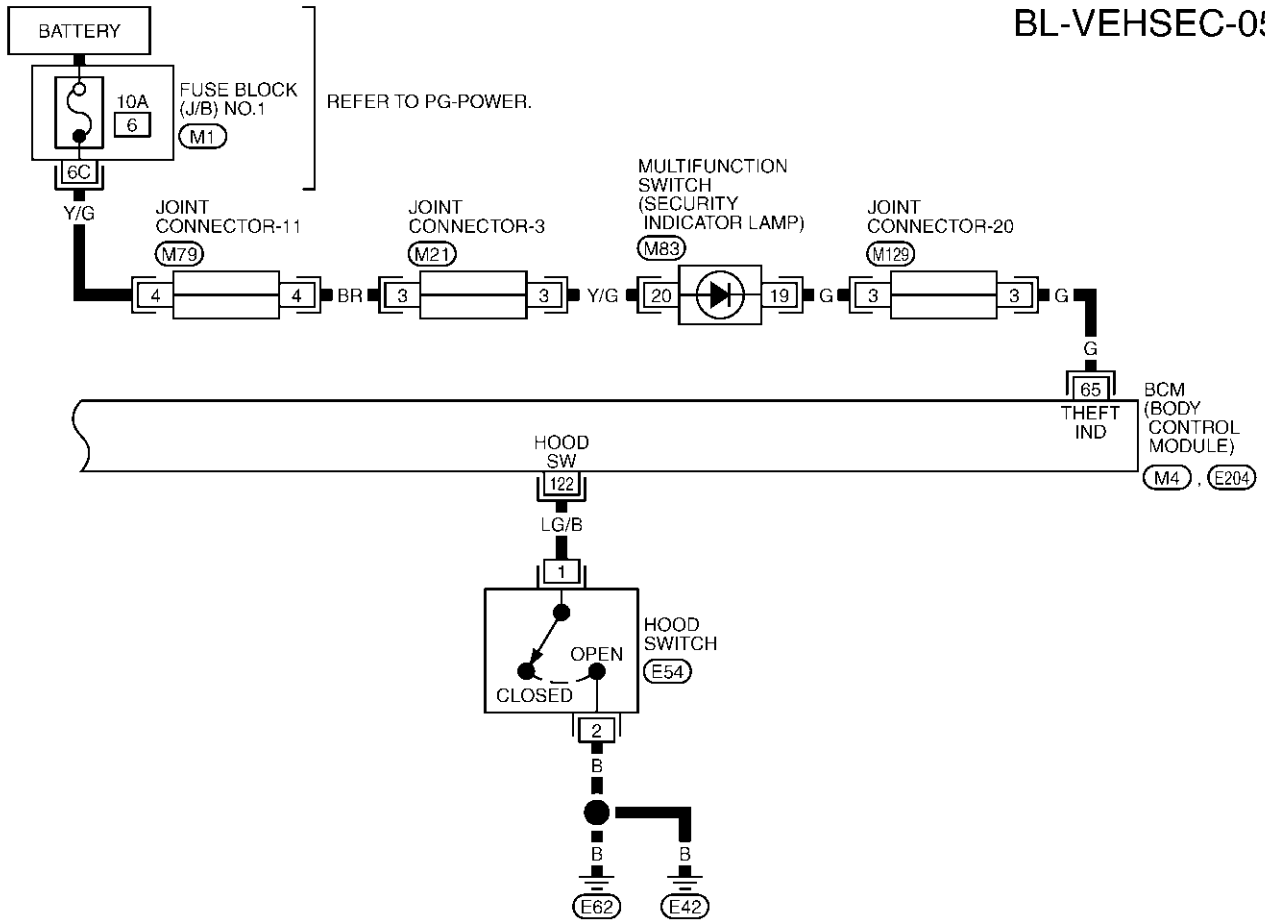 BL-VEHSEC-05
BATTERY
10A
6
FUSE BLOCK
(J/B) NO.1
M1
REFER TO PG-POWER.
6C
Y/G
JOINT
CONNECTOR-11
M79
JOINT
CONNECTOR-3
M21
MULTIFUNCTION
SWITCH
(SECURITY
INDICATOR LAMP)
M83
JOINT
CONNECTOR-20
M129
4
4
BR
3
3
Y/G
20
19
G
3
3
G
G
65
THEFT
IND
BCM
(BODY
CONTROL
MODULE)
M4 , E204
HOOD
SW
122
LG/B
1
OPEN
CLOSED
HOOD
SWITCH
E54
2
B
B
B
E62
E42